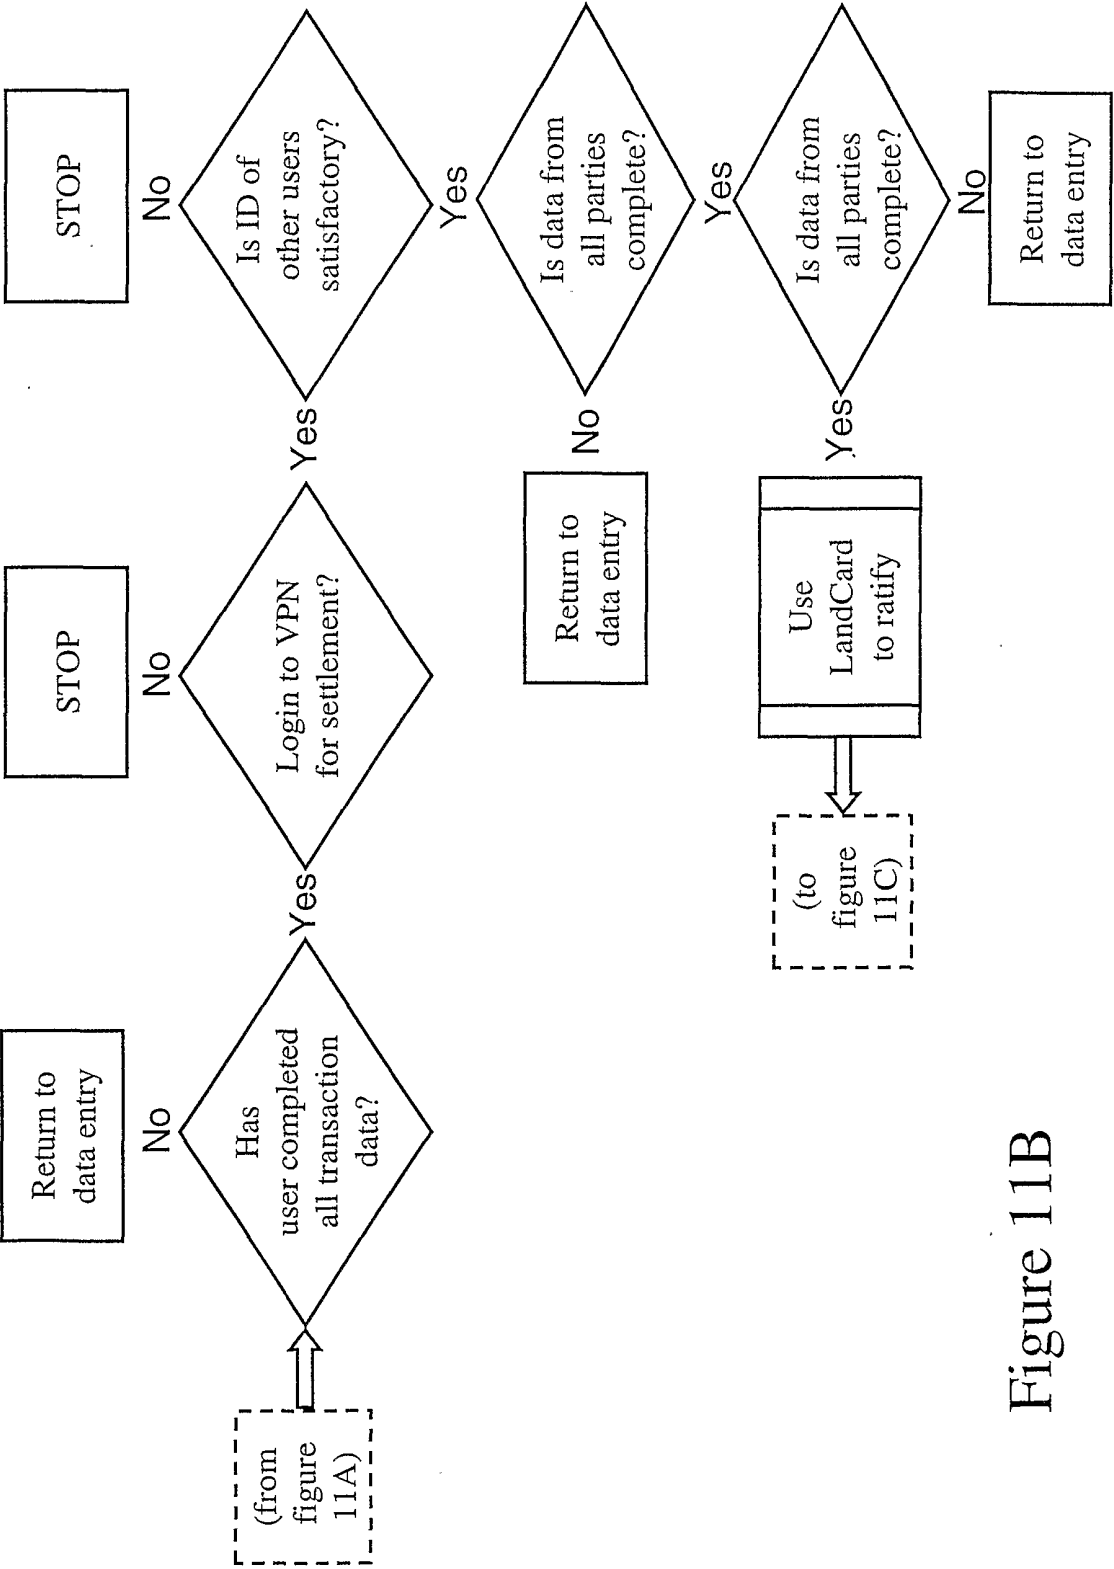 Return to
data entry
STOP
STOP
No
No
No
(from
figure
11A)
Has
user completed
all transaction
data?
Yes
Login to VPN
for settlement?
Yes
Is ID of
other users
satisfactory?
Yes
Return to
data entry
No
Is data from
all parties
complete?
Yes
(to
figure
11C)
Use
LandCard
to ratify
Yes
Is data from
all parties
complete?
No
Return to
data entry
Figure 11B